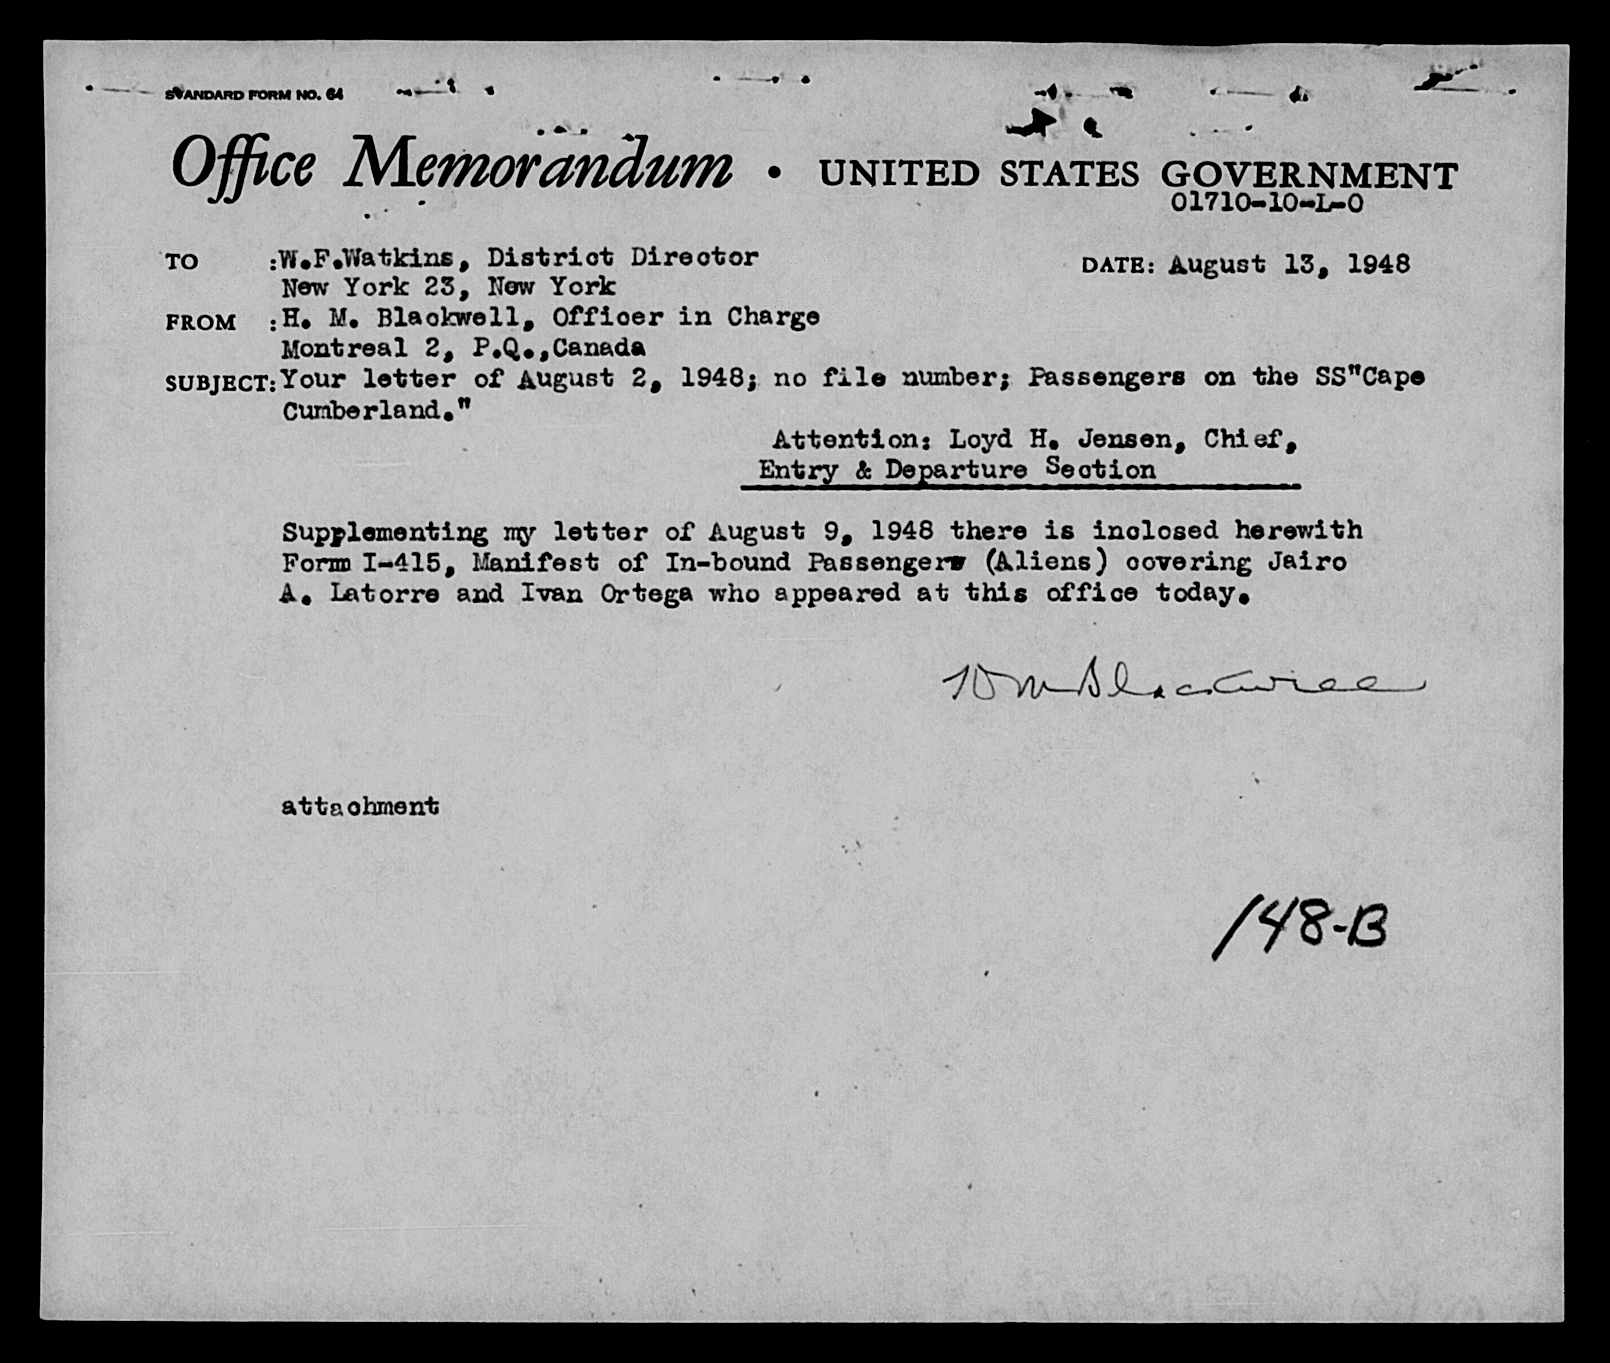 STANDARD FORM NO. 64
Office Memorandum • UNITED STATES GOVERNMENT
01710-10-L-0
TO :W.F.Watkins, District Director DATE: August 13, 1948
New York 23, New York
FROM :H. M. Blackwell, Officer in Charge
Montreal 2, P.Q.,Canada
SUBJECT:Your letter of August 2, 1948; no file number; Passengers on the SS"Cape
Cumberland."
Attention: Loyd H. Jensen, Chief,
Entry & Departure Section
Supplementing my letter of August 9, 1948 there is inclosed herewith
Form I-415, Manifest of In-bound Passengers (Aliens) covering Jairo
A. Latorre and Ivan Ortega who appeared at this office today.
HM Blackwell
attachment
148-B